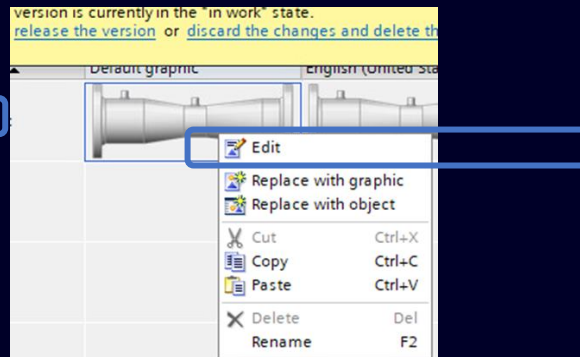 version is currently in the "in work" state.
release the version or discard the changes and delete th
Default graphic English (United Sta
Edit
Replace with graphic
Replace with object
Cut Ctrl+X
Copy Ctrl+C
Paste Ctrl+V
Delete Del
Rename F2